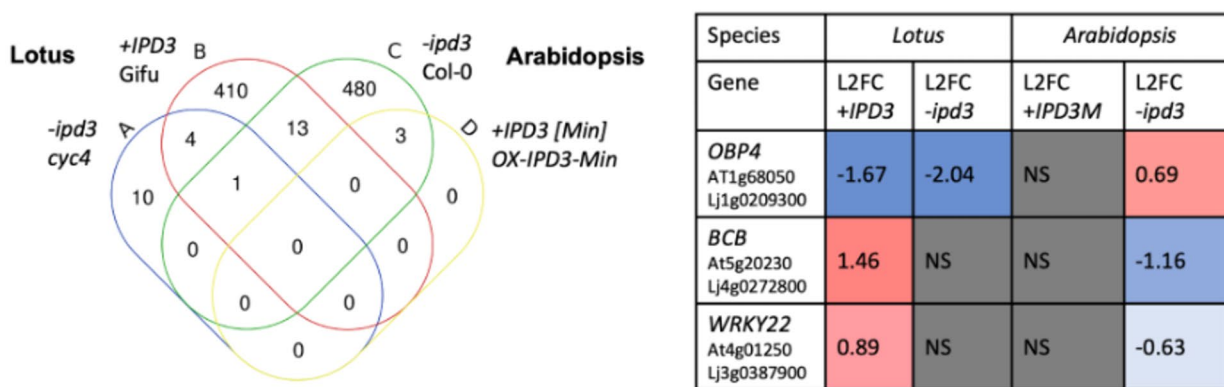 Lotus
+IPD3
Gifu
B
C
-ipd3
Col-0
Arabidopsis
-ipd3
cyc4
A
D
+IPD3 [Min]
OX-IPD3-Min
410
480
4
13
3
10
1
0
0
0
0
0
0
0
0
Species Lotus Arabidopsis
Gene L2FC L2FC L2FC L2FC
+IPD3 -ipd3 +IPD3M -ipd3
OBP4
AT1g68050
Lj1g0209300
-1.67 -2.04 NS 0.69
BCB
At5g20230
Lj4g0272800
1.46 NS NS -1.16
WRKY22
At4g01250
Lj3g0387900
0.89 NS NS -0.63